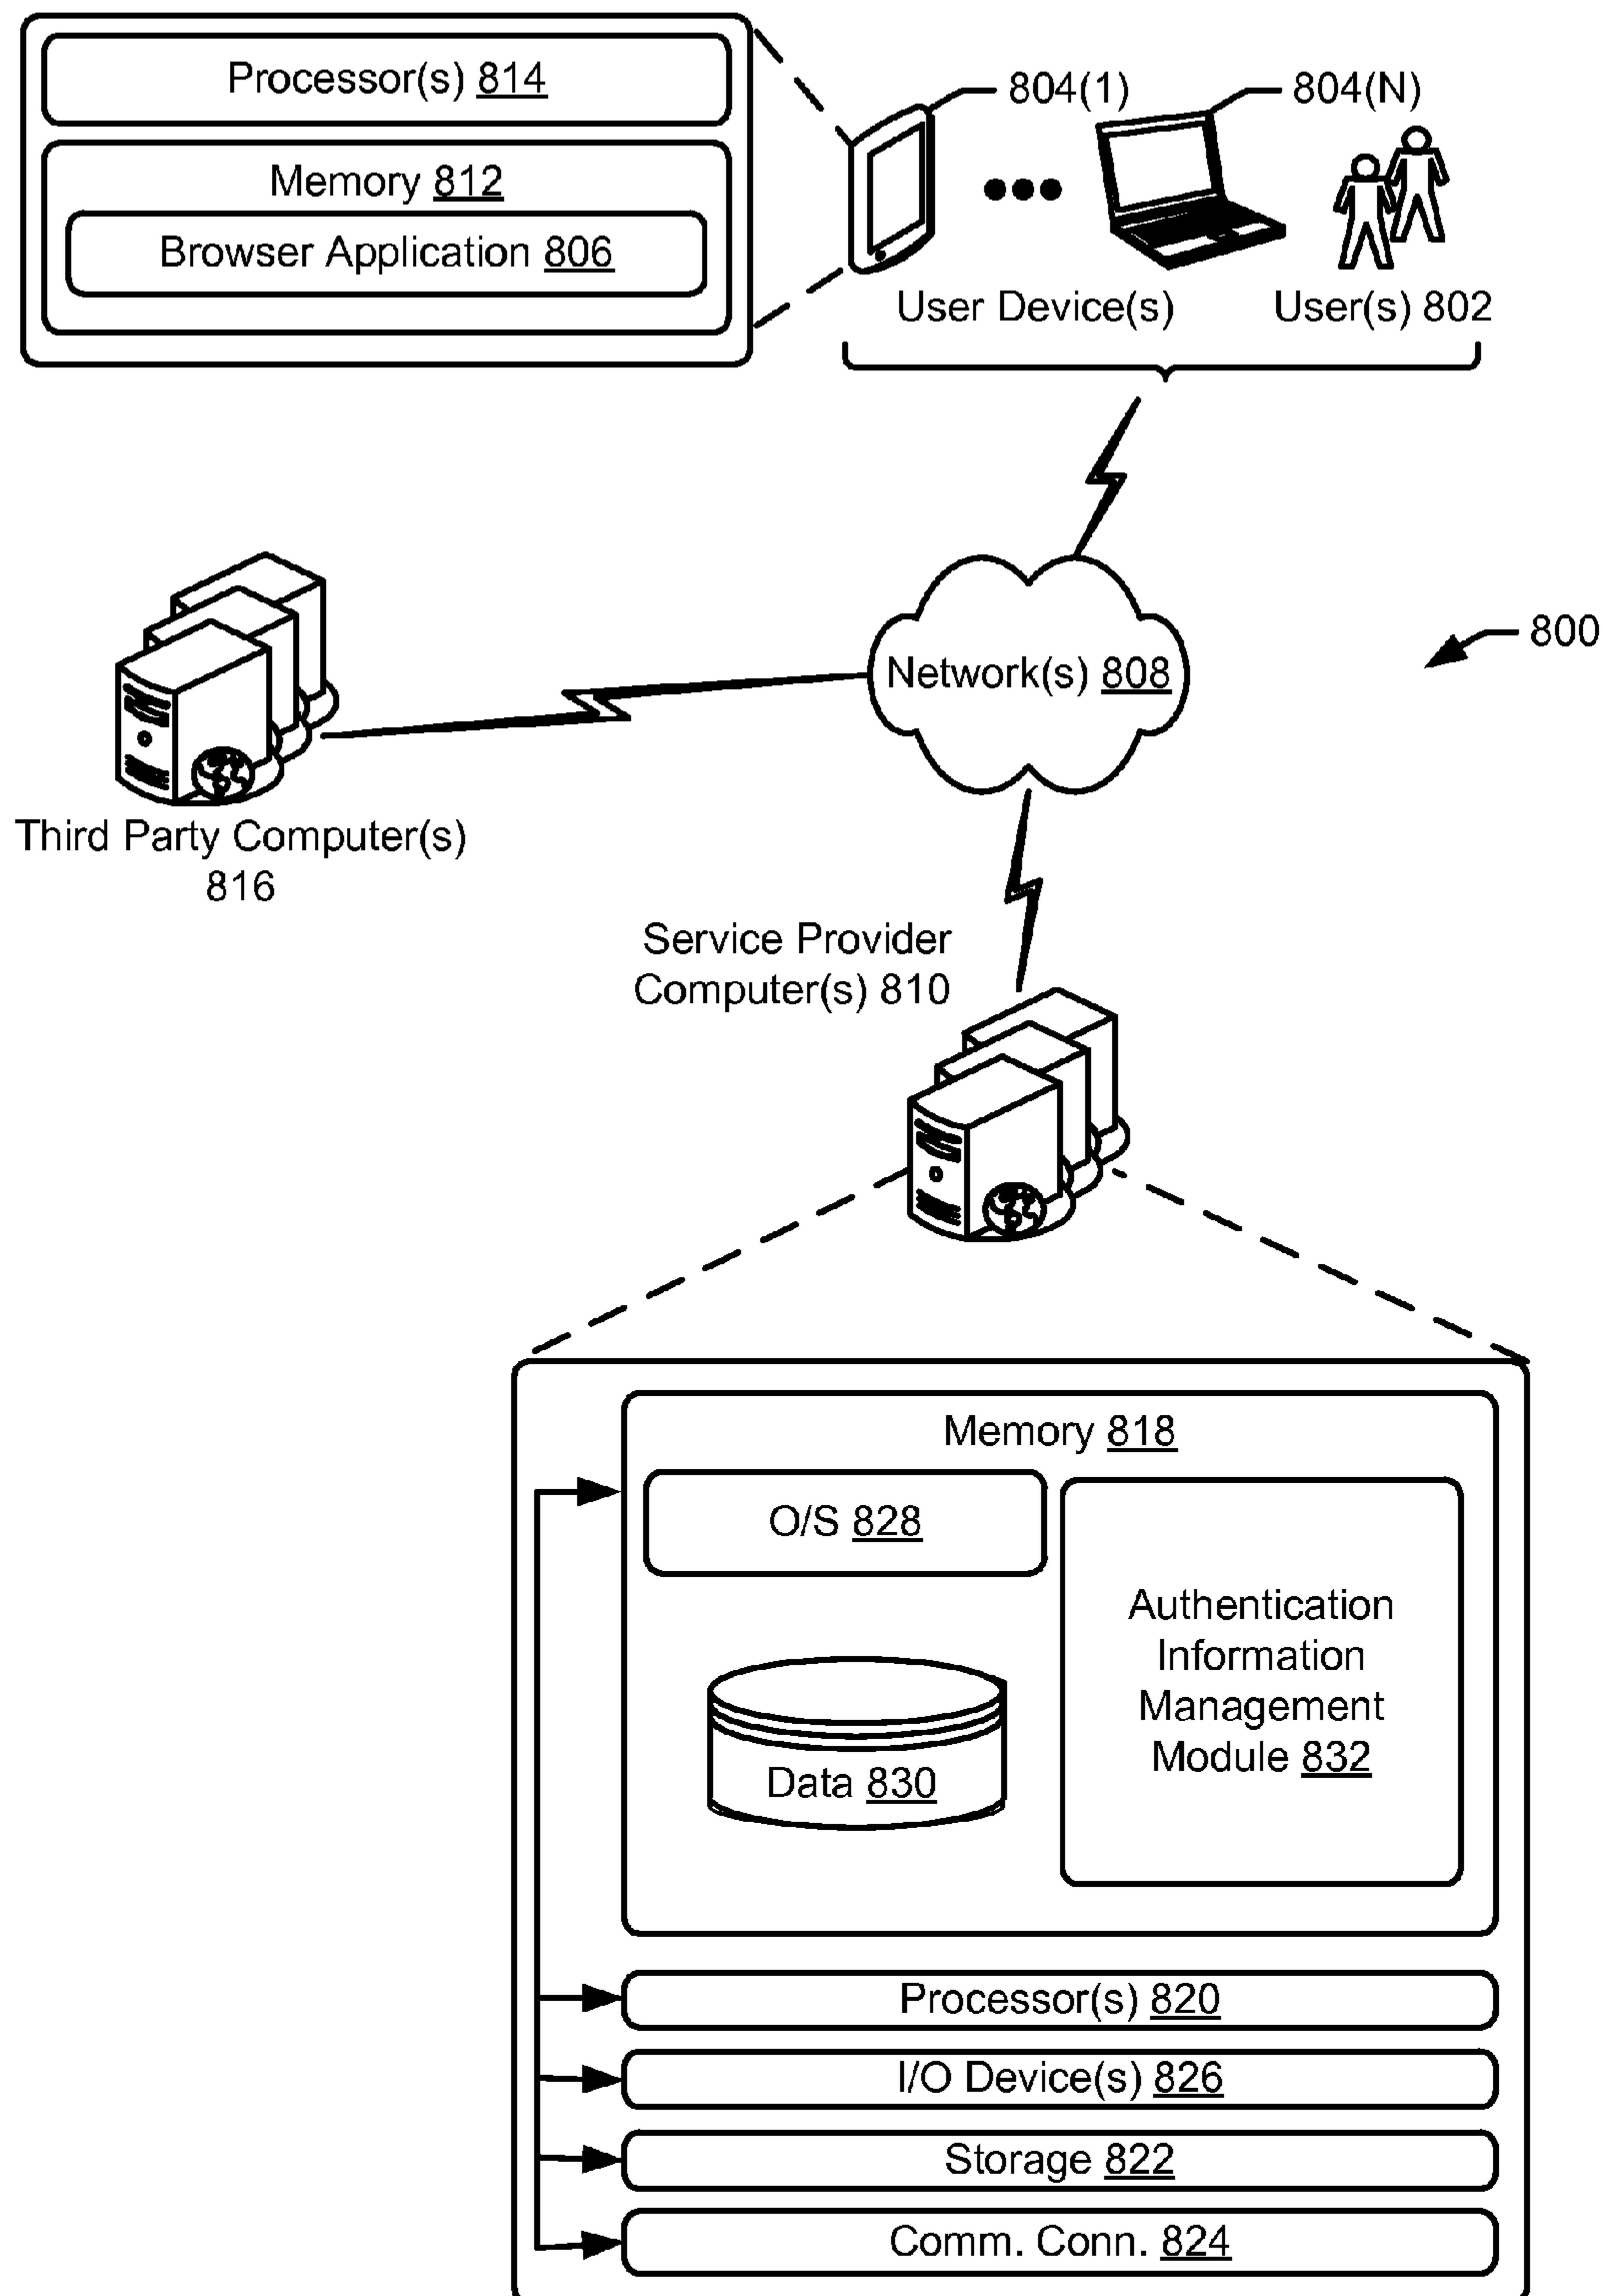 Processor(s) 814
Memory 812
Browser Application 806
804(1)
804(N)
User Device(s)
User(s) 802
800
Network(s) 808
Third Party Computer(s)
816
Service Provider
Computer(s) 810
Memory 818
O/S 828
Data 830
Authentication
Information
Management
Module 832
Processor(s) 820
I/O Device(s) 826
Storage 822
Comm. Conn. 824